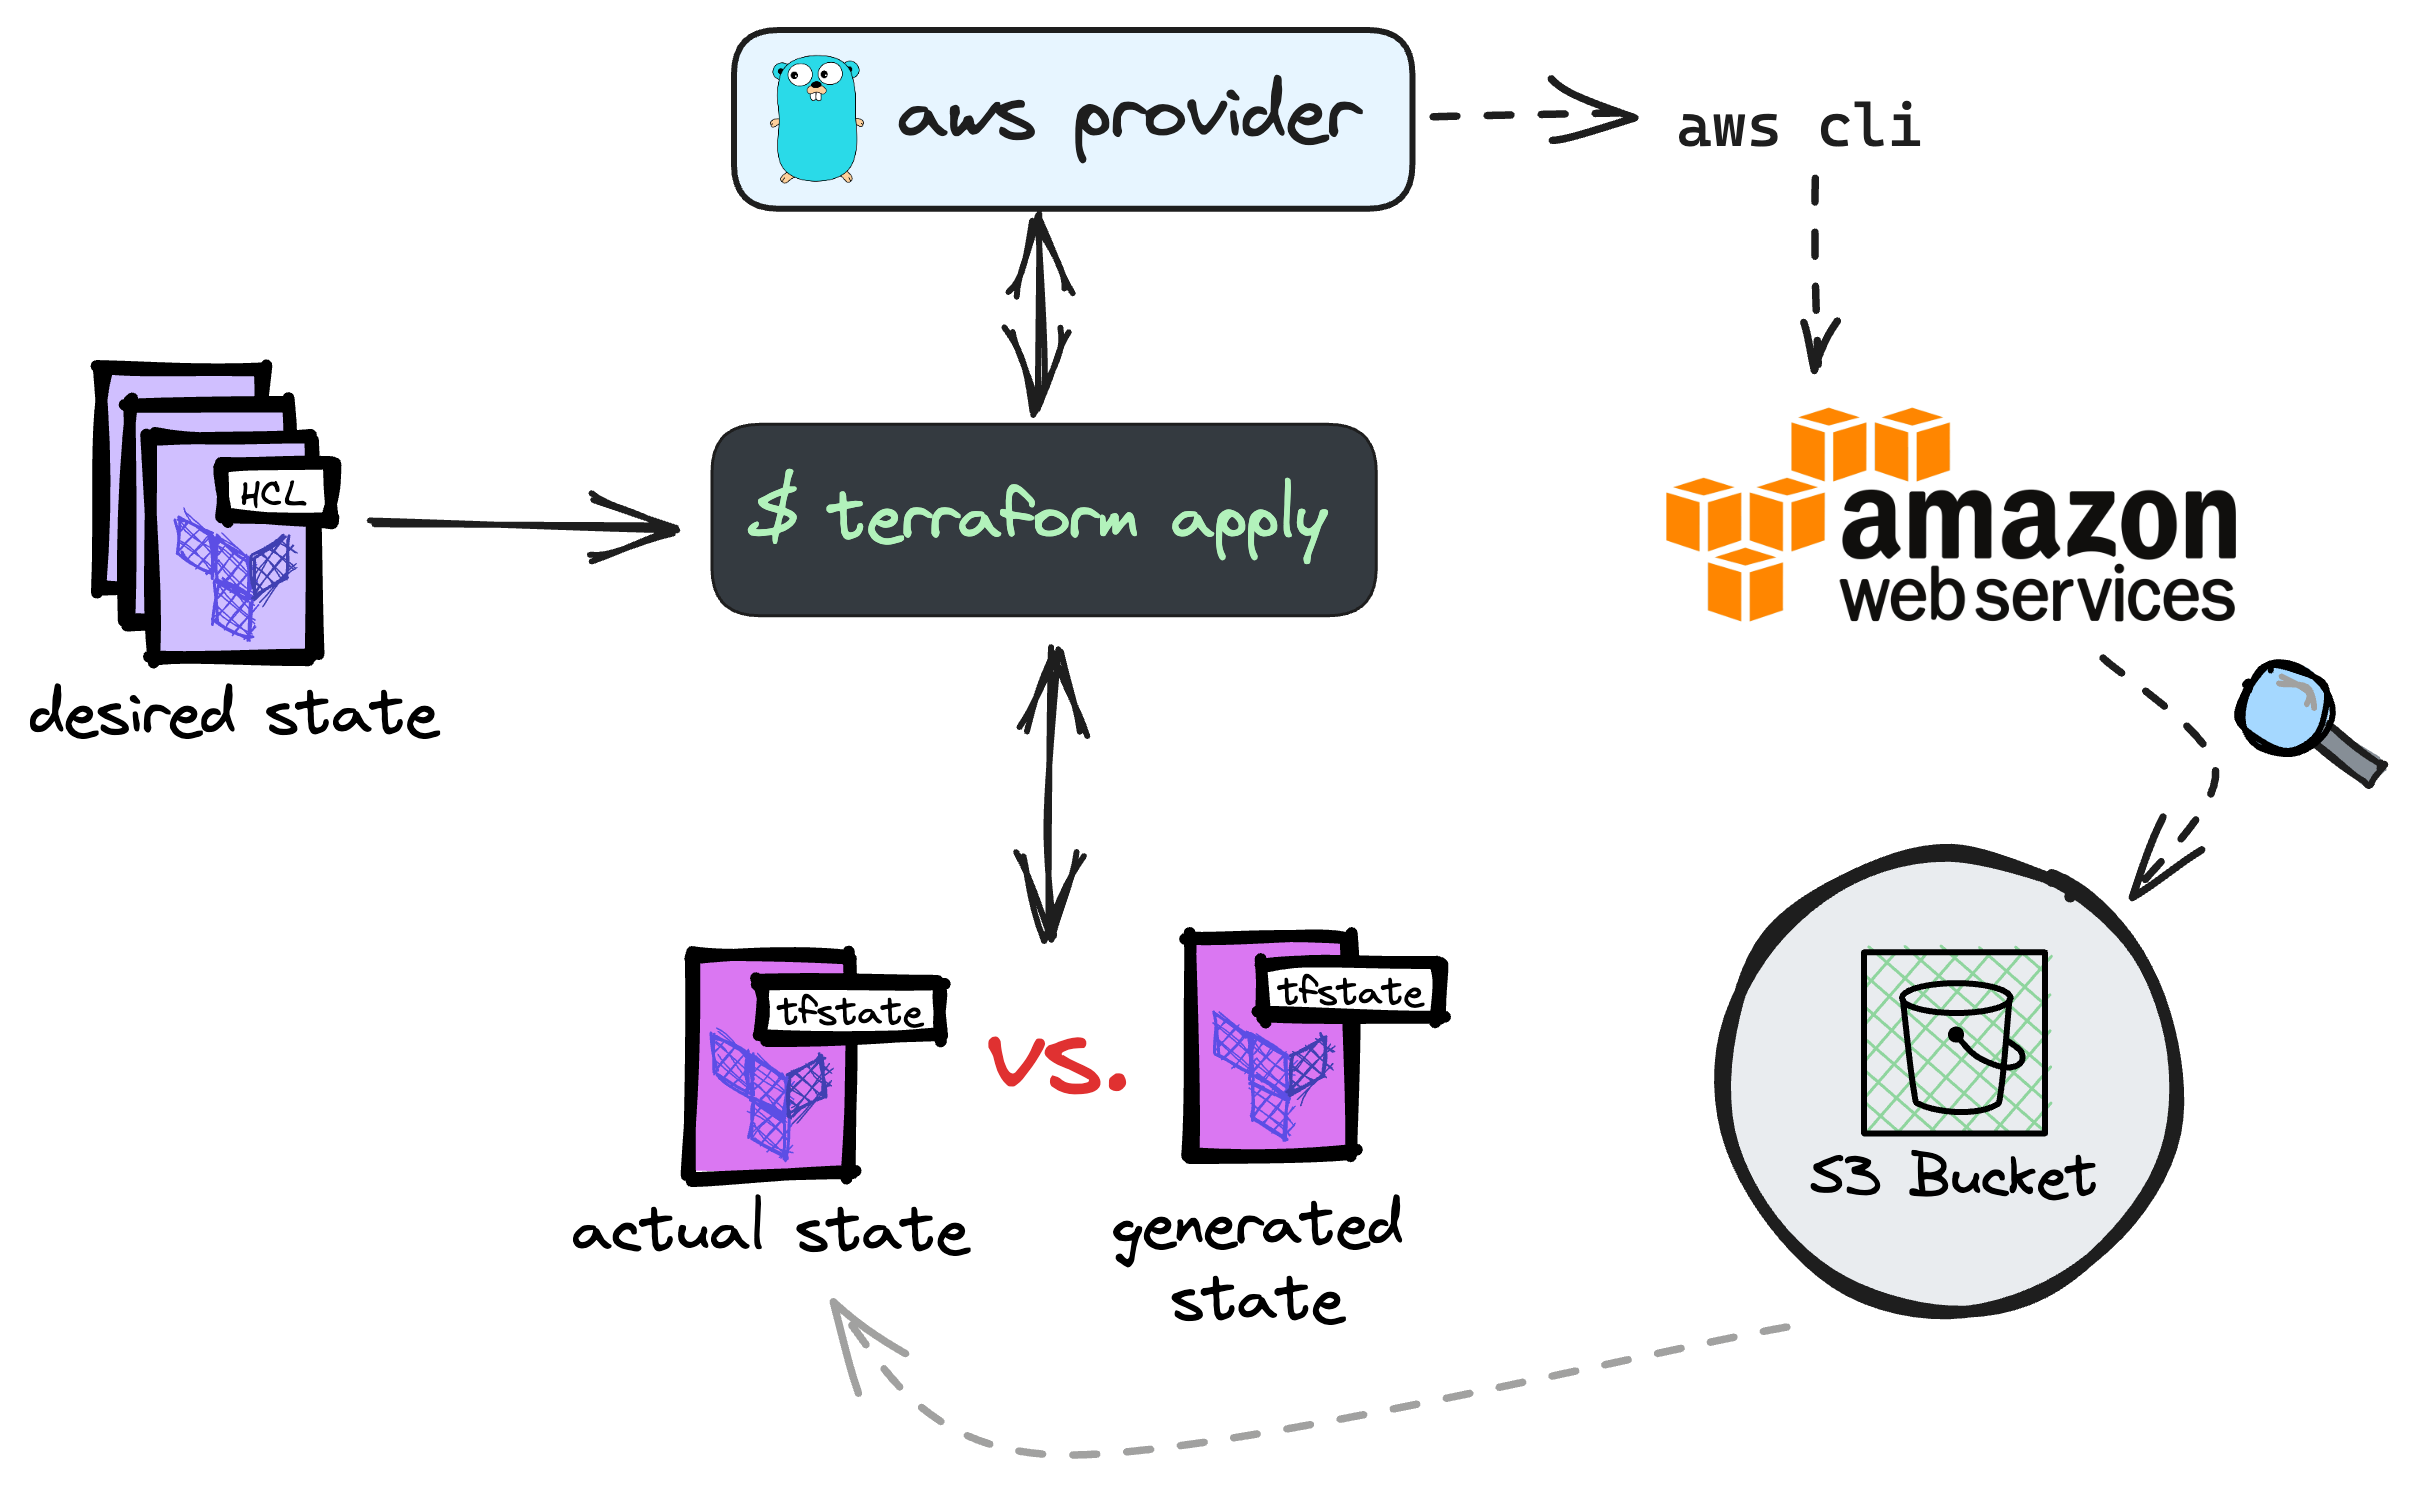 aws provider
aws cli
HCL
desired state
$ terraform apply
amazon
web services
tfstate
vs.
tfstate
actual state
generated
state
S3 Bucket